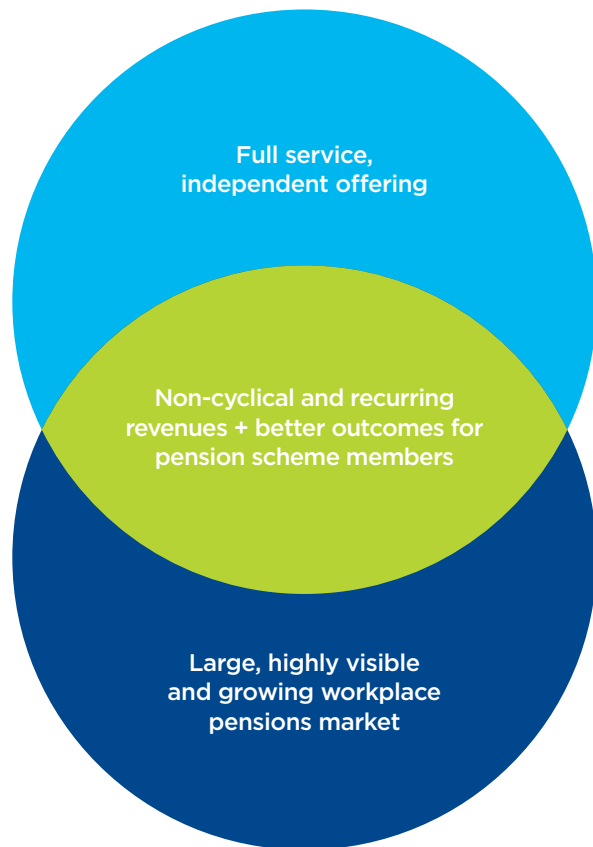 Full service,
independent offering
Non-cyclical and recurring
revenues + better outcomes for
pension scheme members
Large, highly visible
and growing workplace
pensions market